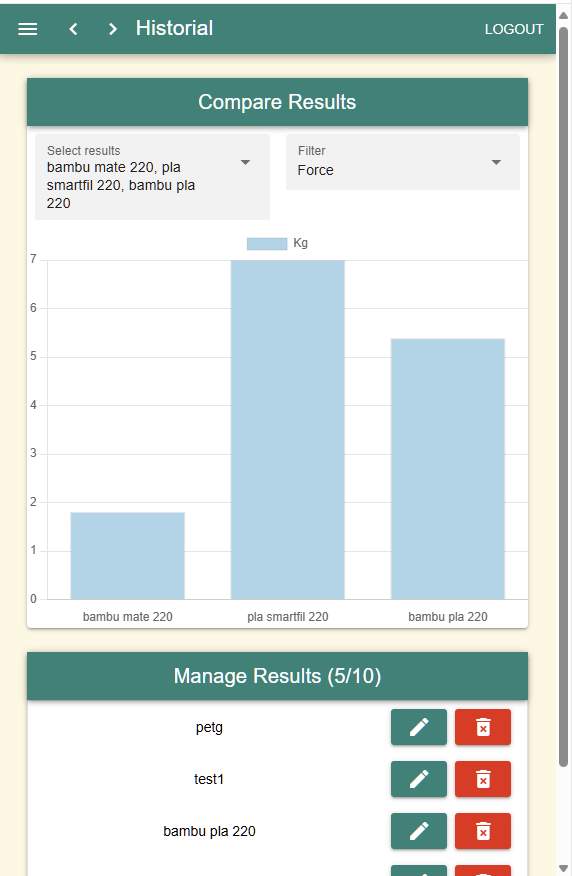 Historial
LOGOUT
Compare Results
Select results
bambu mate 220, pla
smartfil 220, bambu pla
220
Filter
Force
Kg
7
6
5
4
3
2
1
0
bambu mate 220
pla smartfil 220
bambu pla 220
Manage Results (5/10)
petg
test1
bambu pla 220